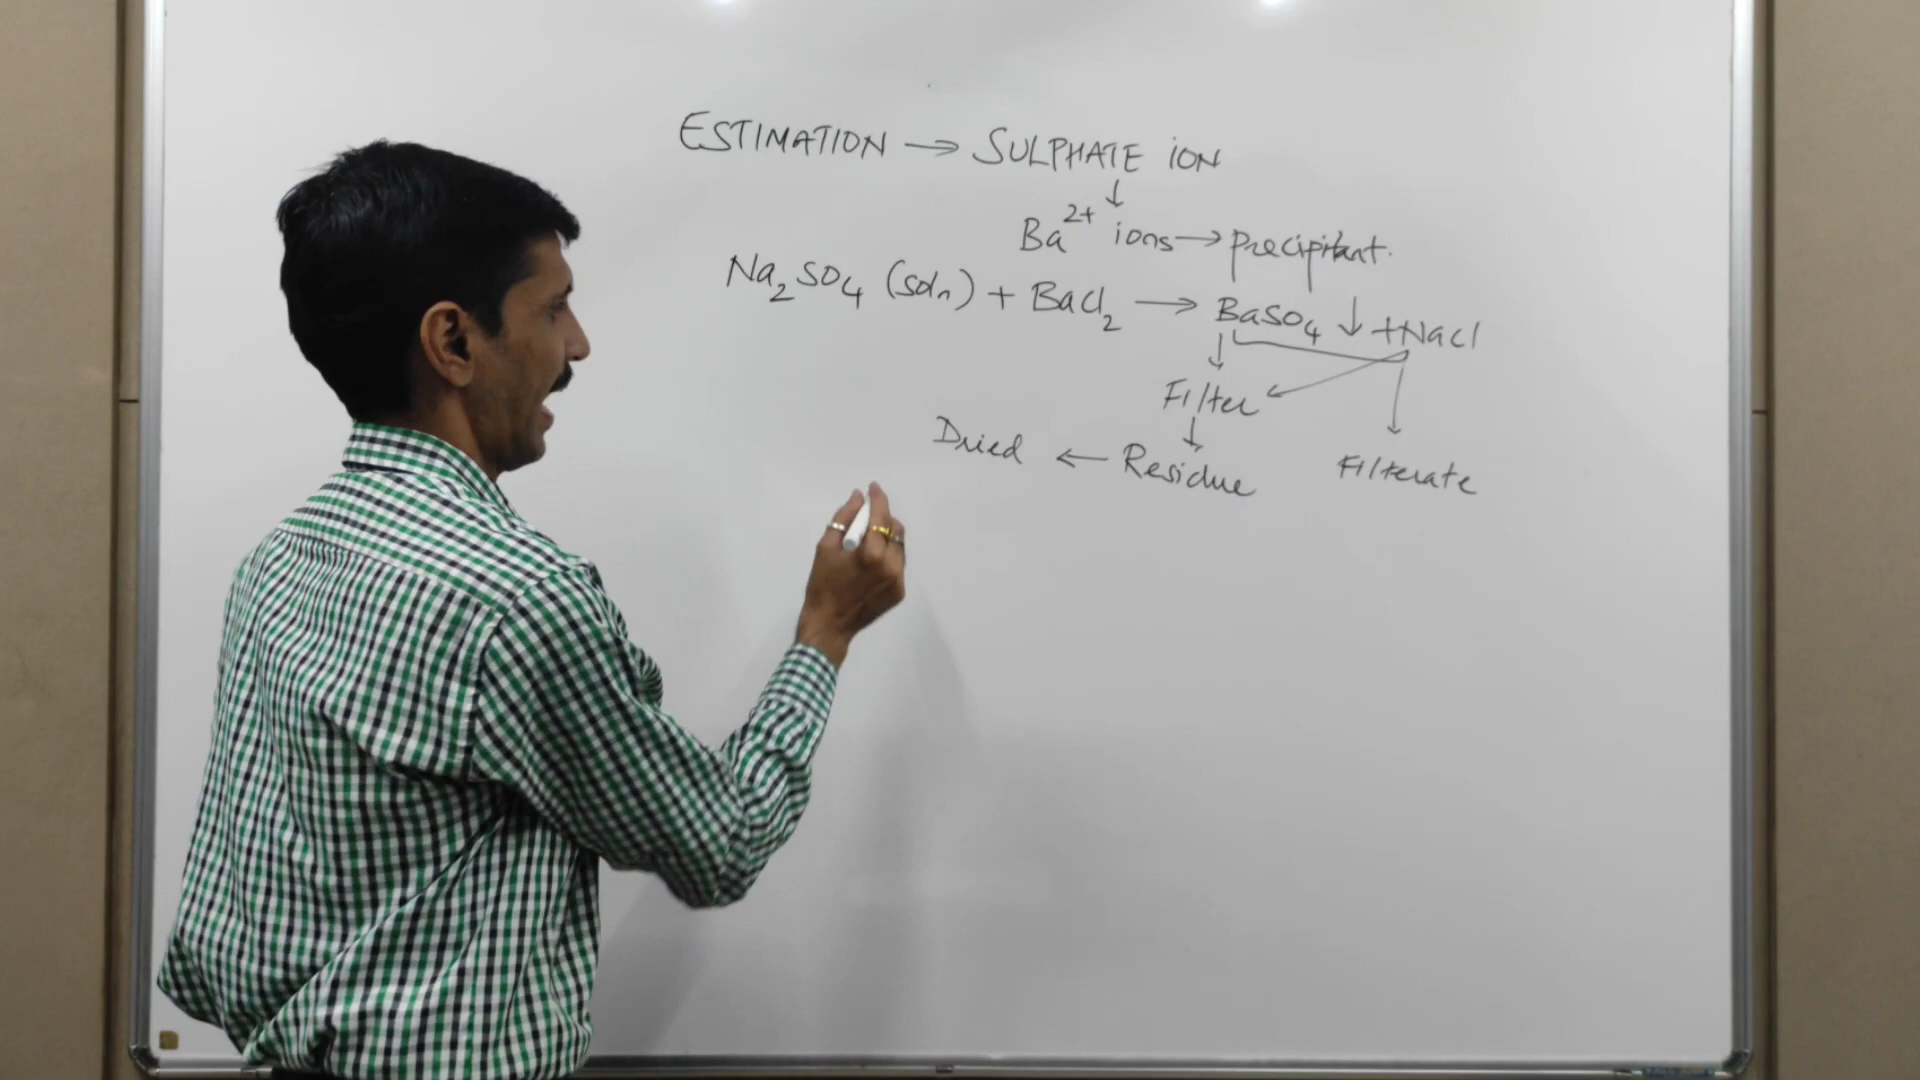 ESTIMATION → SULPHATE ION
↓
Ba²⁺ ions → precipitant.
Na₂SO₄ (soln) + BaCl₂ → BaSO₄ ↓ + NaCl
↓ ↓
Filter
↓
Dried ← Residue Filterate